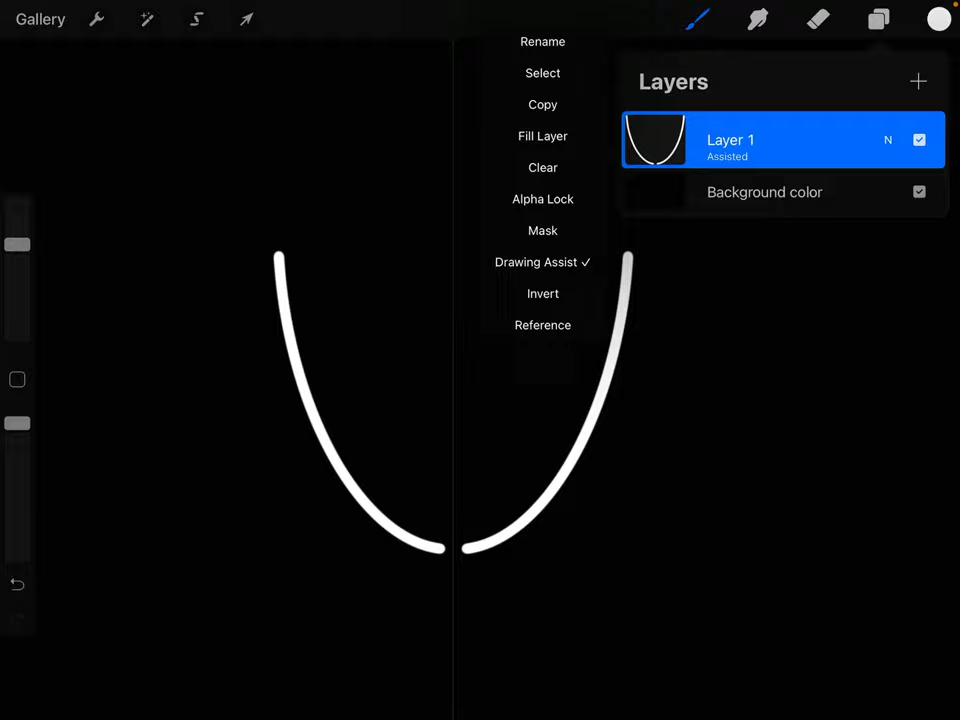 Gallery
Rename
Select
Copy
Fill Layer
Clear
Alpha Lock
Mask
Drawing Assist ✓
Invert
Reference
Layers
Layer 1
N
Assisted
Background color